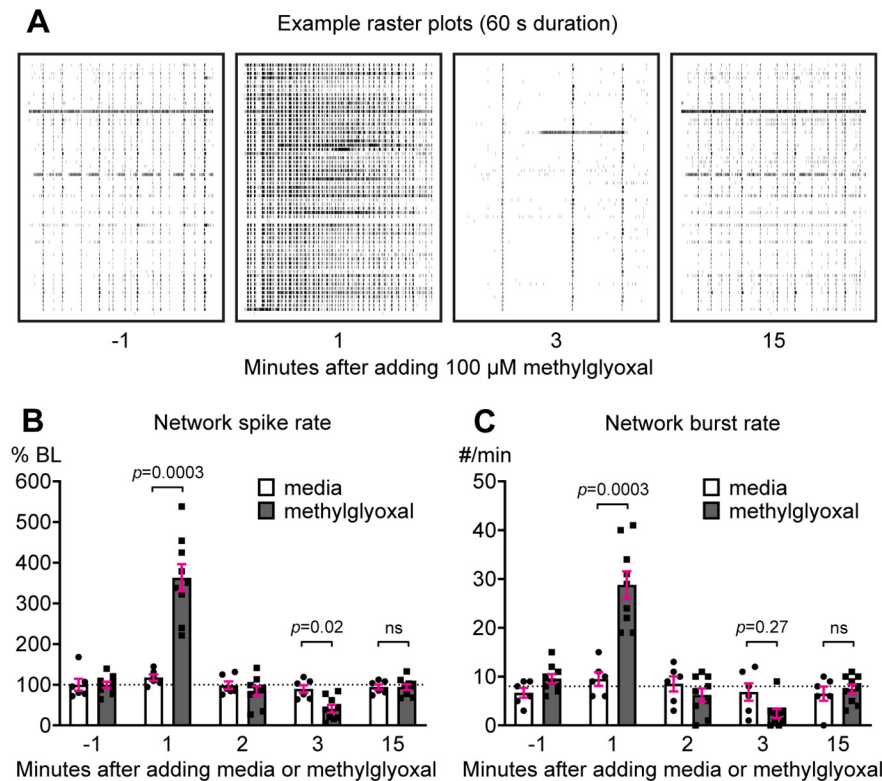 A
Example raster plots (60 s duration)
-1 1 3 15
Minutes after adding 100 µM methylglyoxal
B
Network spike rate
% BL
600
500
400
300
200
100
0
p=0.0003
p=0.02
ns
media
methylglyoxal
-1 1 2 3 15
Minutes after adding media or methylglyoxal
C
Network burst rate
#/min
50
40
30
20
10
0
p=0.0003
p=0.27
ns
media
methylglyoxal
-1 1 2 3 15
Minutes after adding media or methylglyoxal